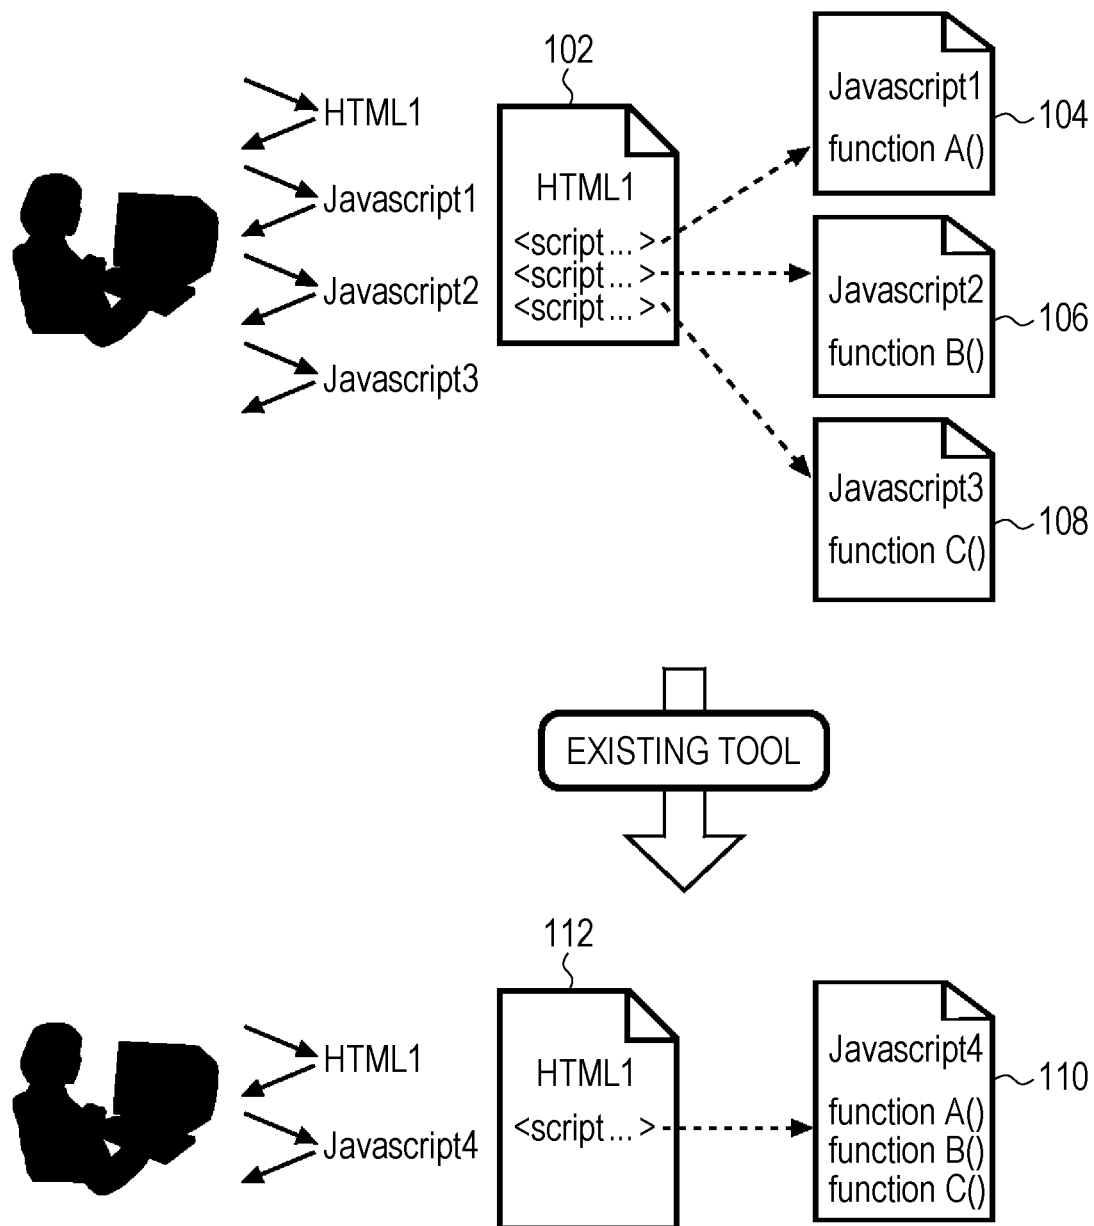 102
HTML1
Javascript1
Javascript2
Javascript3
HTML1
<script ... >
<script ... >
<script ... >
Javascript1
function A()
104
Javascript2
function B()
106
Javascript3
function C()
108
EXISTING TOOL
112
HTML1
Javascript4
HTML1
<script ... >
Javascript4
function A()
function B()
function C()
110